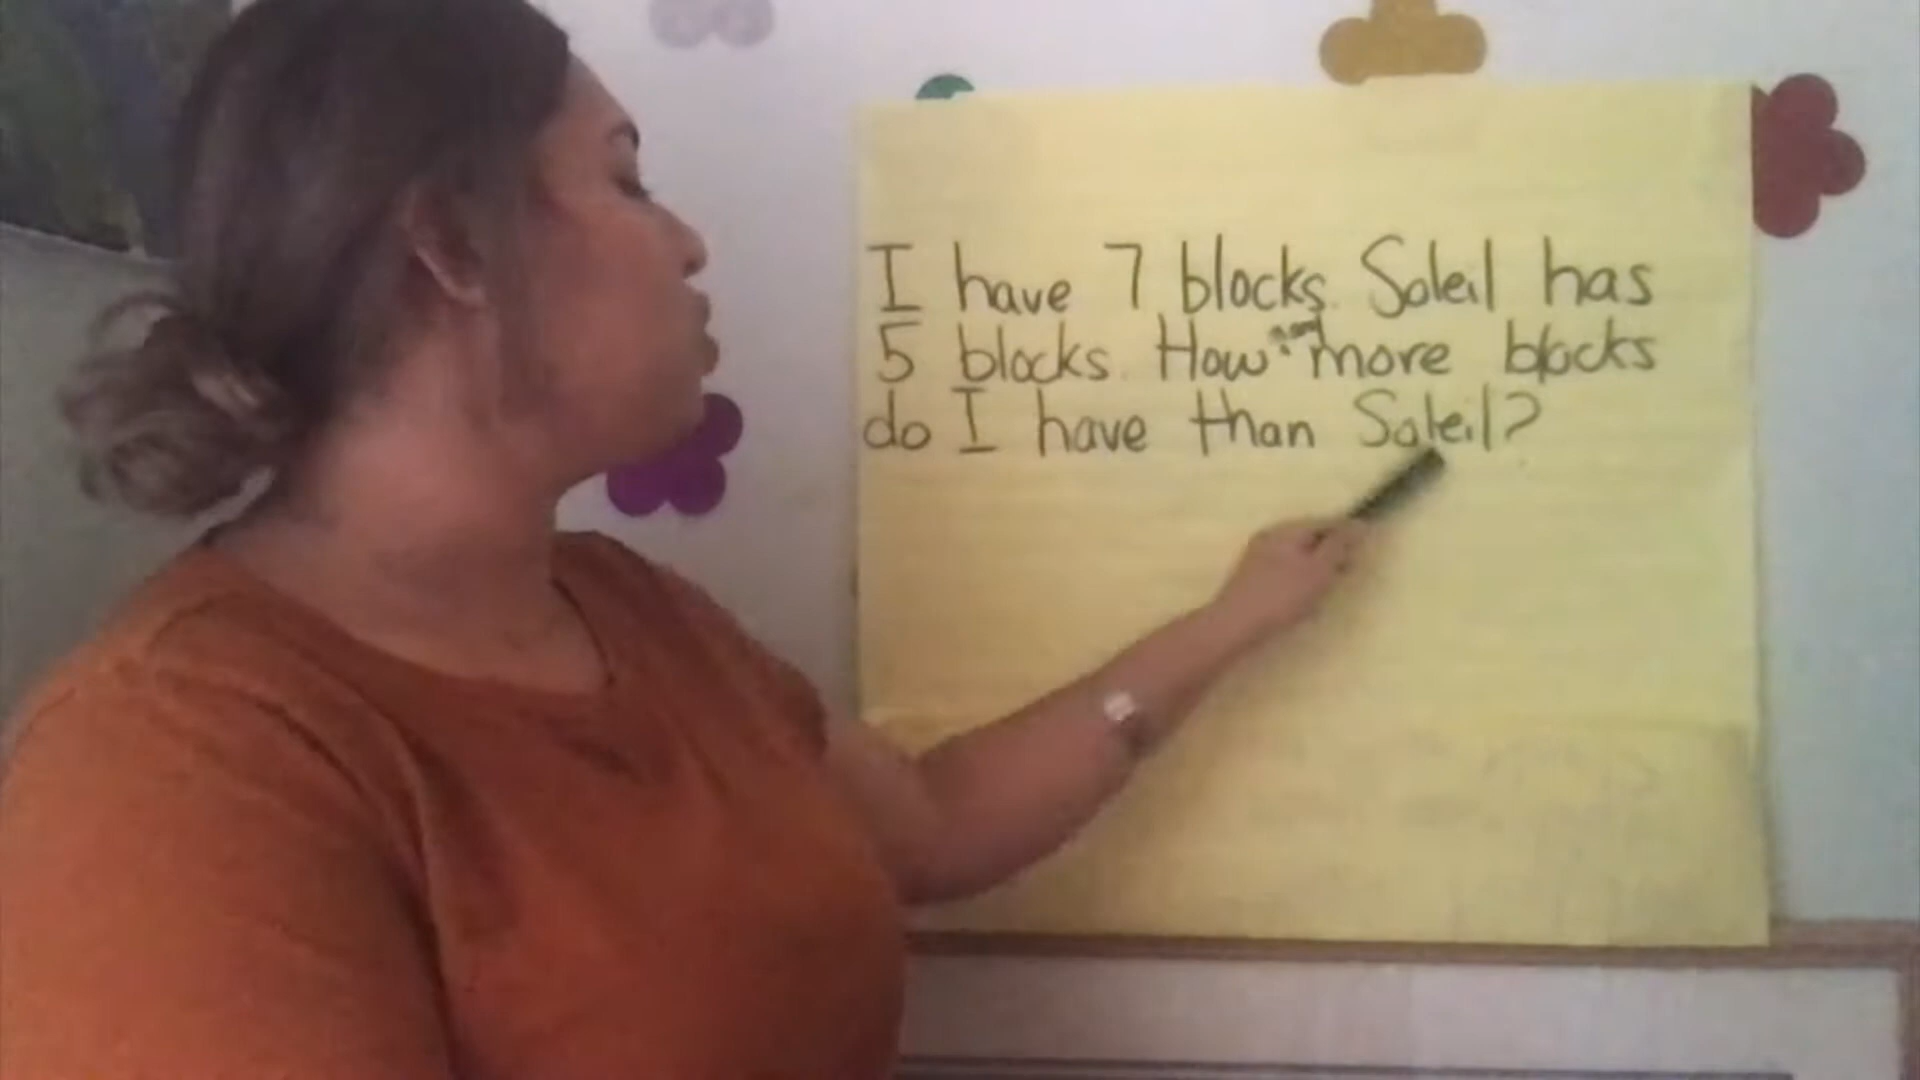 I have 7 blocks. Soleil has
5 blocks. How many more blocks
do I have than Soleil?